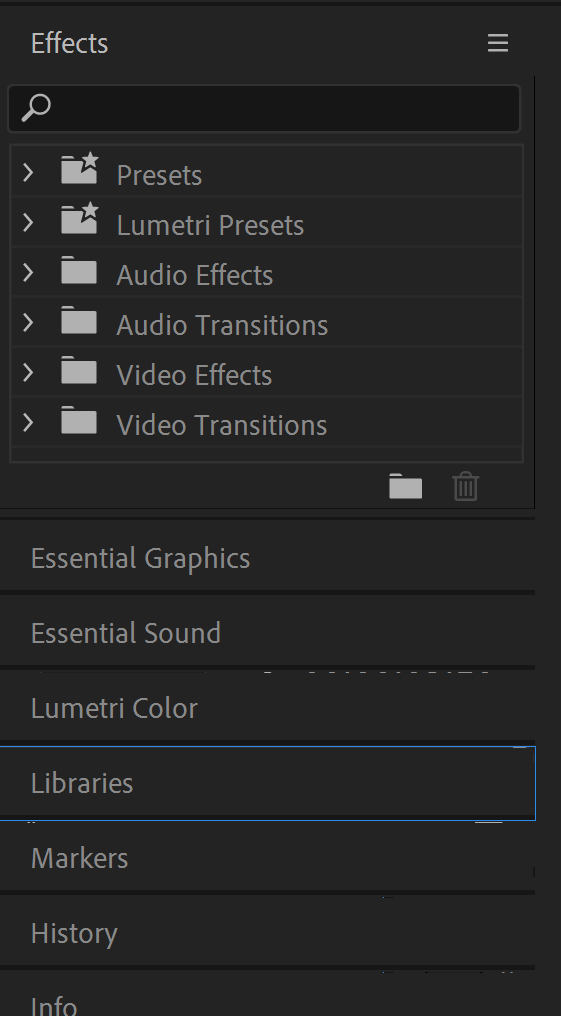 Effects
Presets
Lumetri Presets
Audio Effects
Audio Transitions
Video Effects
Video Transitions
Essential Graphics
Essential Sound
Lumetri Color
Libraries
Markers
History
Info